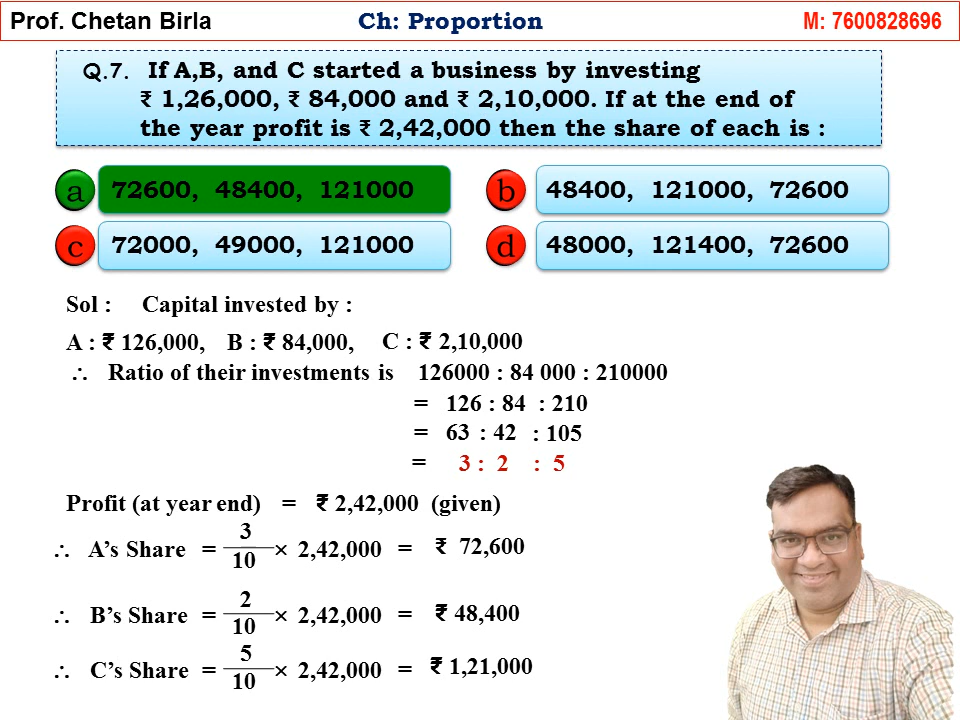 Prof. Chetan Birla Ch: Proportion M: 7600828696
Q.7. If A,B, and C started a business by investing
₹ 1,26,000, ₹ 84,000 and ₹ 2,10,000. If at the end of
the year profit is ₹ 2,42,000 then the share of each is :
a 72600, 48400, 121000 b 48400, 121000, 72600
c 72000, 49000, 121000 d 48000, 121400, 72600
Sol : Capital invested by :
A : ₹ 126,000, B : ₹ 84,000, C : ₹ 2,10,000
∴ Ratio of their investments is 126000 : 84 000 : 210000
= 126 : 84 : 210
= 63 : 42 : 105
= 3 : 2 : 5
Profit (at year end) = ₹ 2,42,000 (given)
∴ A’s Share = 3/10 × 2,42,000 = ₹ 72,600
∴ B’s Share = 2/10 × 2,42,000 = ₹ 48,400
∴ C’s Share = 5/10 × 2,42,000 = ₹ 1,21,000